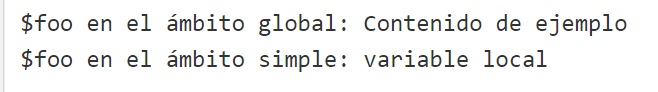 $foo en el ámbito global: Contenido de ejemplo
$foo en el ámbito simple: variable local